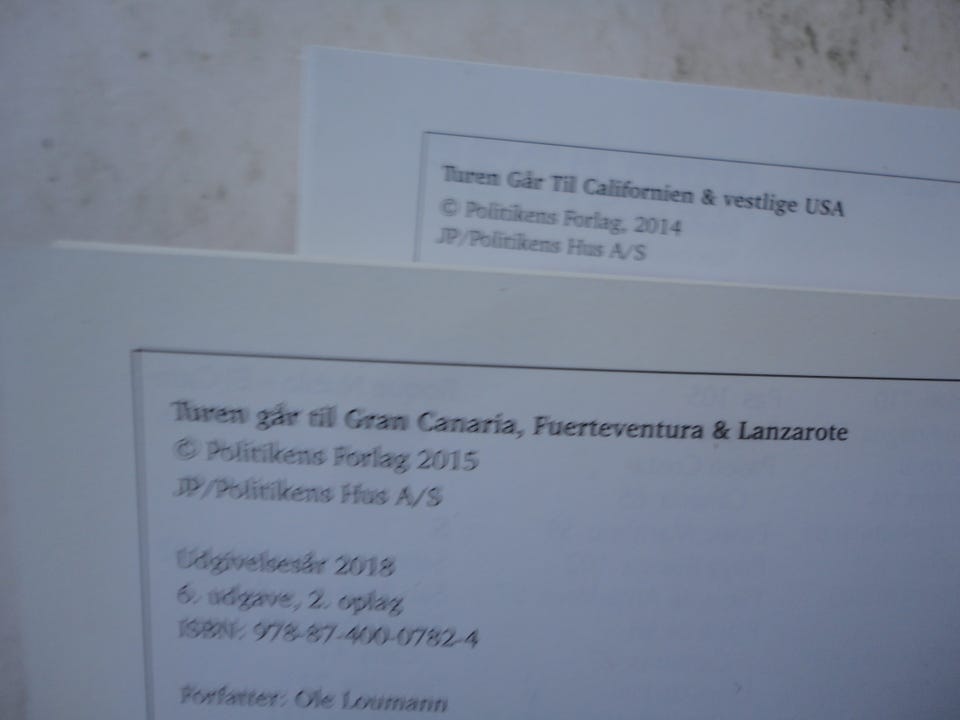 Turen Går Til Californien & vestlige USA
© Politikens Forlag, 2014
JP/Politikens Hus A/S
Turen går til Gran Canaria, Fuerteventura & Lanzarote
© Politikens Forlag 2015
JP/Politikens Hus A/S
Udgivelsesår 2018
6. udgave, 2. oplag
ISBN: 978-87-400-0782-4
Forfatter: Ole Loumann